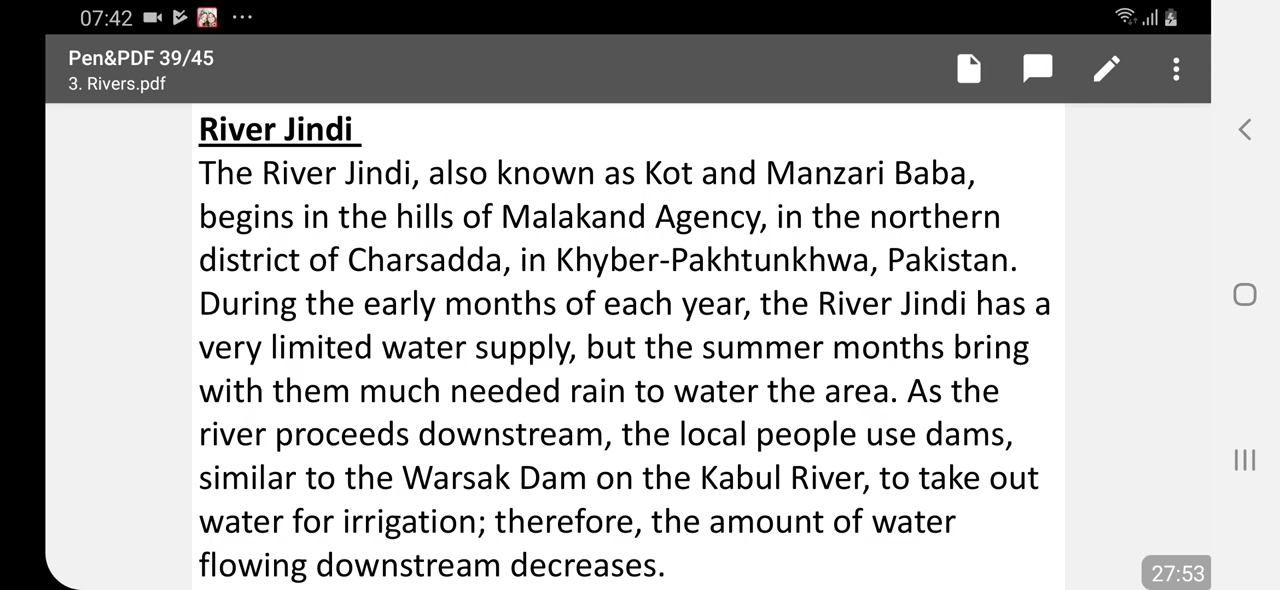 07:42
Pen&PDF 39/45
3. Rivers.pdf
River Jindi
The River Jindi, also known as Kot and Manzari Baba,
begins in the hills of Malakand Agency, in the northern
district of Charsadda, in Khyber-Pakhtunkhwa, Pakistan.
During the early months of each year, the River Jindi has a
very limited water supply, but the summer months bring
with them much needed rain to water the area. As the
river proceeds downstream, the local people use dams,
similar to the Warsak Dam on the Kabul River, to take out
water for irrigation; therefore, the amount of water
flowing downstream decreases.
27:53